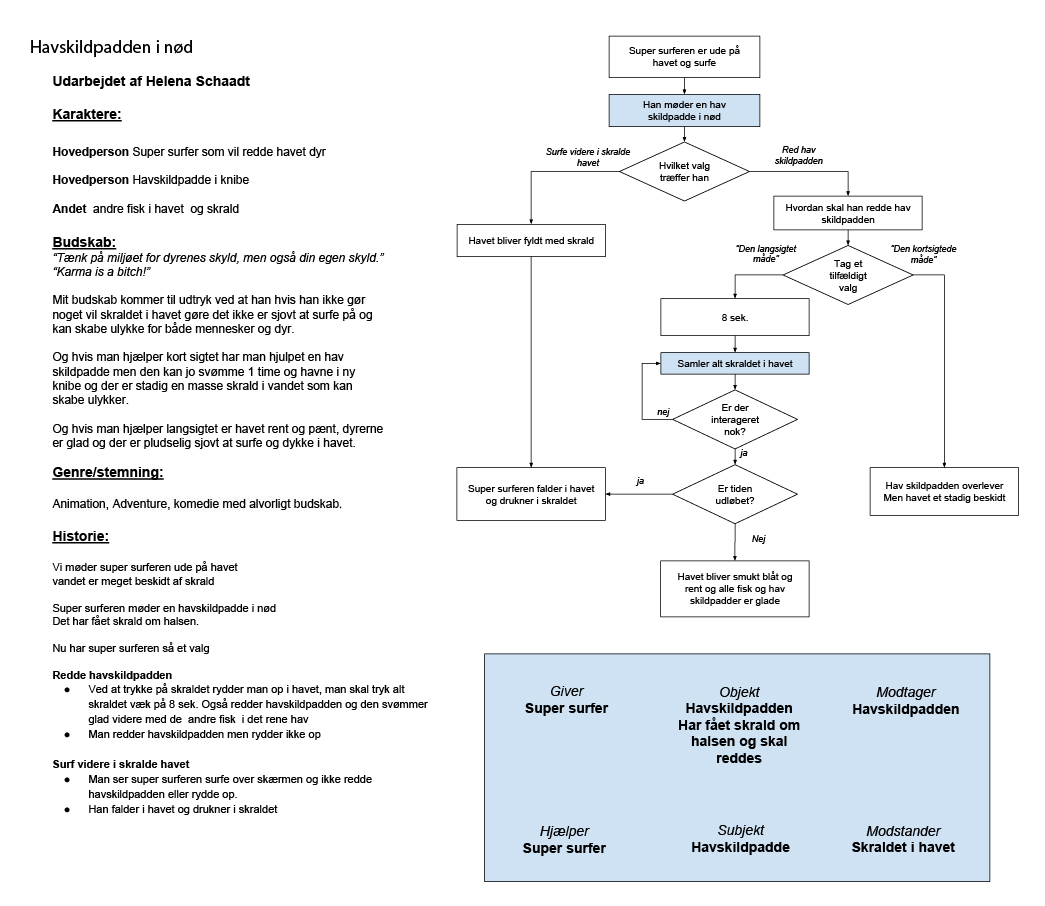 Havskildpadden i nød
Udarbejdet af Helena Schaadt
Karaktere:
Hovedperson Super surfer som vil redde havet dyr
Hovedperson Havskildpadde i knibe
Andet  andre fisk i havet  og skrald
Budskab:
“Tænk på miljøet for dyrenes skyld, men også din egen skyld.”
“Karma is a bitch!”
Mit budskab kommer til udtryk ved at han hvis han ikke gør
noget vil skraldet i havet gøre det ikke er sjovt at surfe på og
kan skabe ulykke for både mennesker og dyr.
Og hvis man hjælper kort sigtet har man hjulpet en hav
skildpadde men den kan jo svømme 1 time og havne i ny
knibe og der er stadig en masse skrald i vandet som kan
skabe ulykker.
Og hvis man hjælper langsigtet er havet rent og pænt, dyrerne
er glad og der er pludselig sjovt at surfe og dykke i havet.
Genre/stemning:
Animation, Adventure, komedie med alvorligt budskab.
Historie:
Vi møder super surferen ude på havet
vandet er meget beskidt af skrald
Super surferen møder en havskildpadde i nød
Det har fået skrald om halsen.
Nu har super surferen så et valg
Redde havskildpadden
● Ved at trykke på skraldet rydder man op i havet, man skal tryk alt
skraldet væk på 8 sek. Også redder havskildpadden og den svømmer
glad videre med de  andre fisk  i det rene hav
● Man redder havskildpadden men rydder ikke op
Surf videre i skralde havet
● Man ser super surferen surfe over skærmen og ikke redde
havskildpadden eller rydde op.
● Han falder i havet og drukner i skraldet
Super surferen er ude på
havet og surfe
Han møder en hav
skildpadde i nød
Surfe videre i skralde
havet
Hvilket valg
træffer han
Red hav
skildpadden
Havet bliver fyldt med skrald
Hvordan skal han redde hav
skildpadden
“Den langsigtet
måde”
Tag et
tilfældigt
valg
“Den kortsigtede
måde”
8 sek.
Samler alt skraldet i havet
nej
Er der
interageret
nok?
ja
Super surferen falder i havet
og drukner i skraldet
ja
Er tiden
udløbet?
Hav skildpadden overlever
Men havet et stadig beskidt
Nej
Havet bliver smukt blåt og
rent og alle fisk og hav
skildpadder er glade
Giver
Super surfer
Objekt
Havskildpadden
Har fået skrald om
halsen og skal
reddes
Modtager
Havskildpadden
Hjælper
Super surfer
Subjekt
Havskildpadde
Modstander
Skraldet i havet